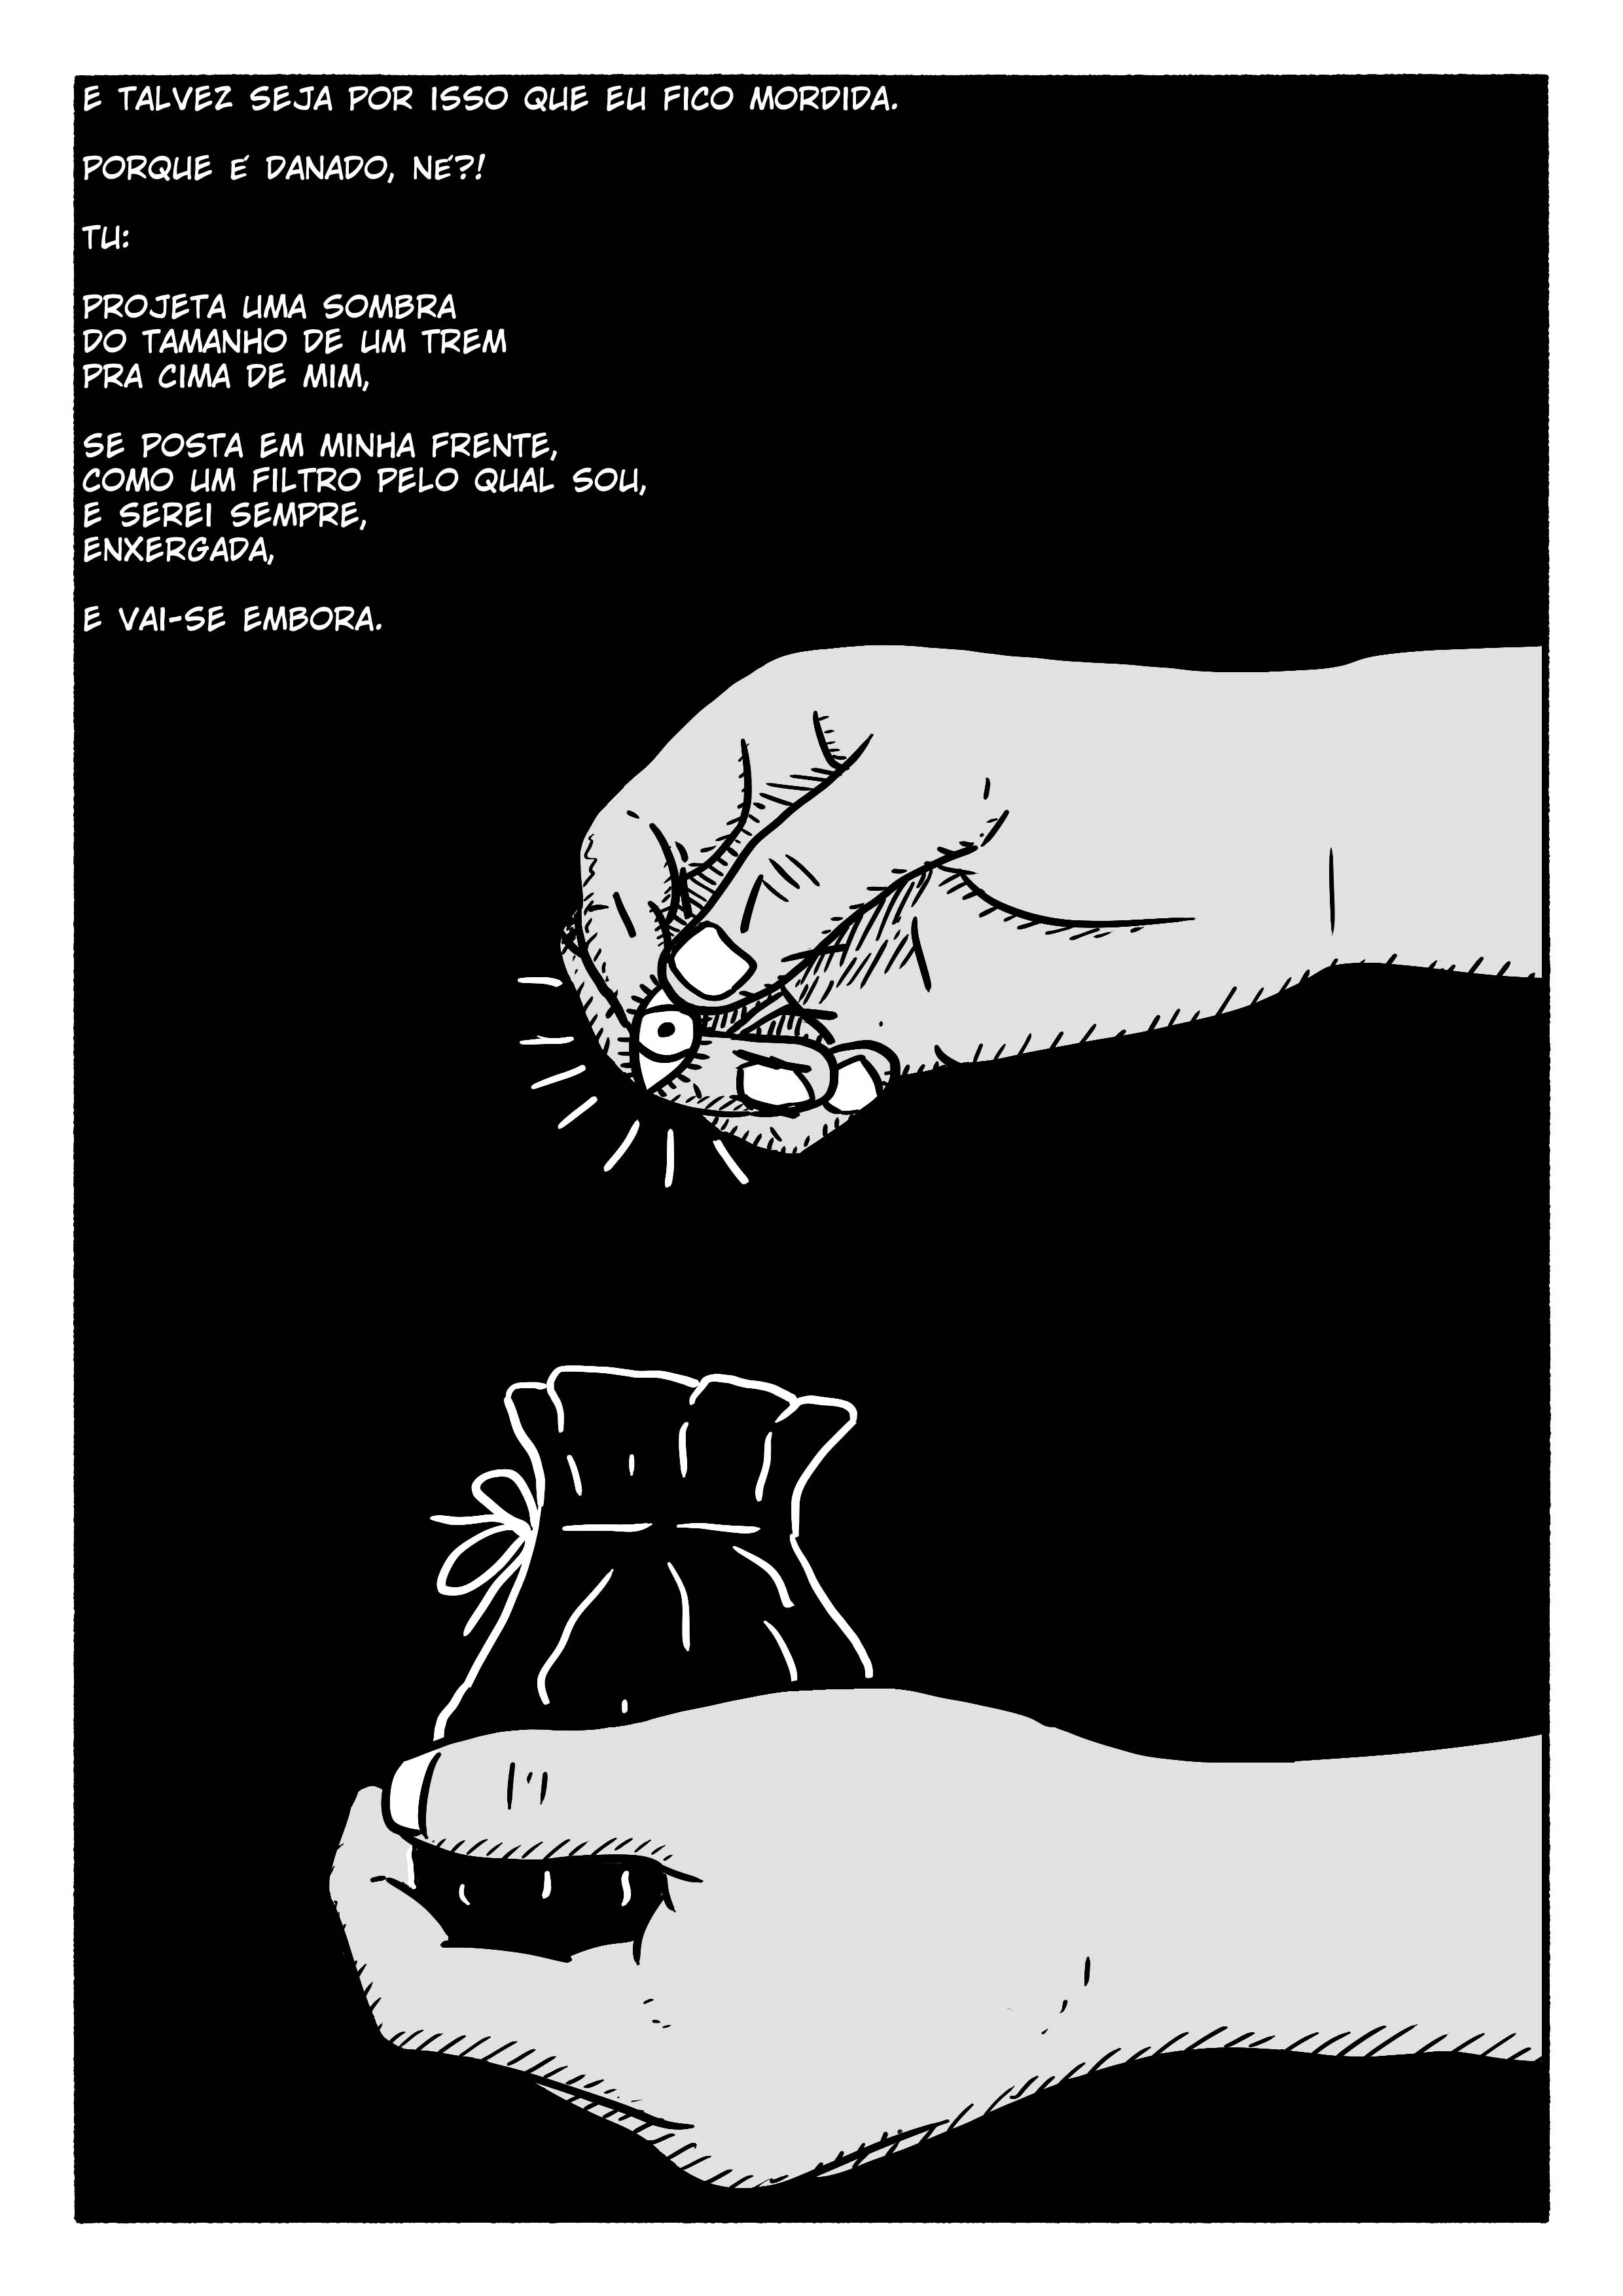 E TALVEZ SEJA POR ISSO QUE EU FICO MORDIDA.
PORQUE É DANADO, NÉ?!
TU:
PROJETA UMA SOMBRA
DO TAMANHO DE UM TREM
PRA CIMA DE MIM,
SE POSTA EM MINHA FRENTE,
COMO UM FILTRO PELO QUAL SOU,
E SEREI SEMPRE,
ENXERGADA,
E VAI-SE EMBORA.